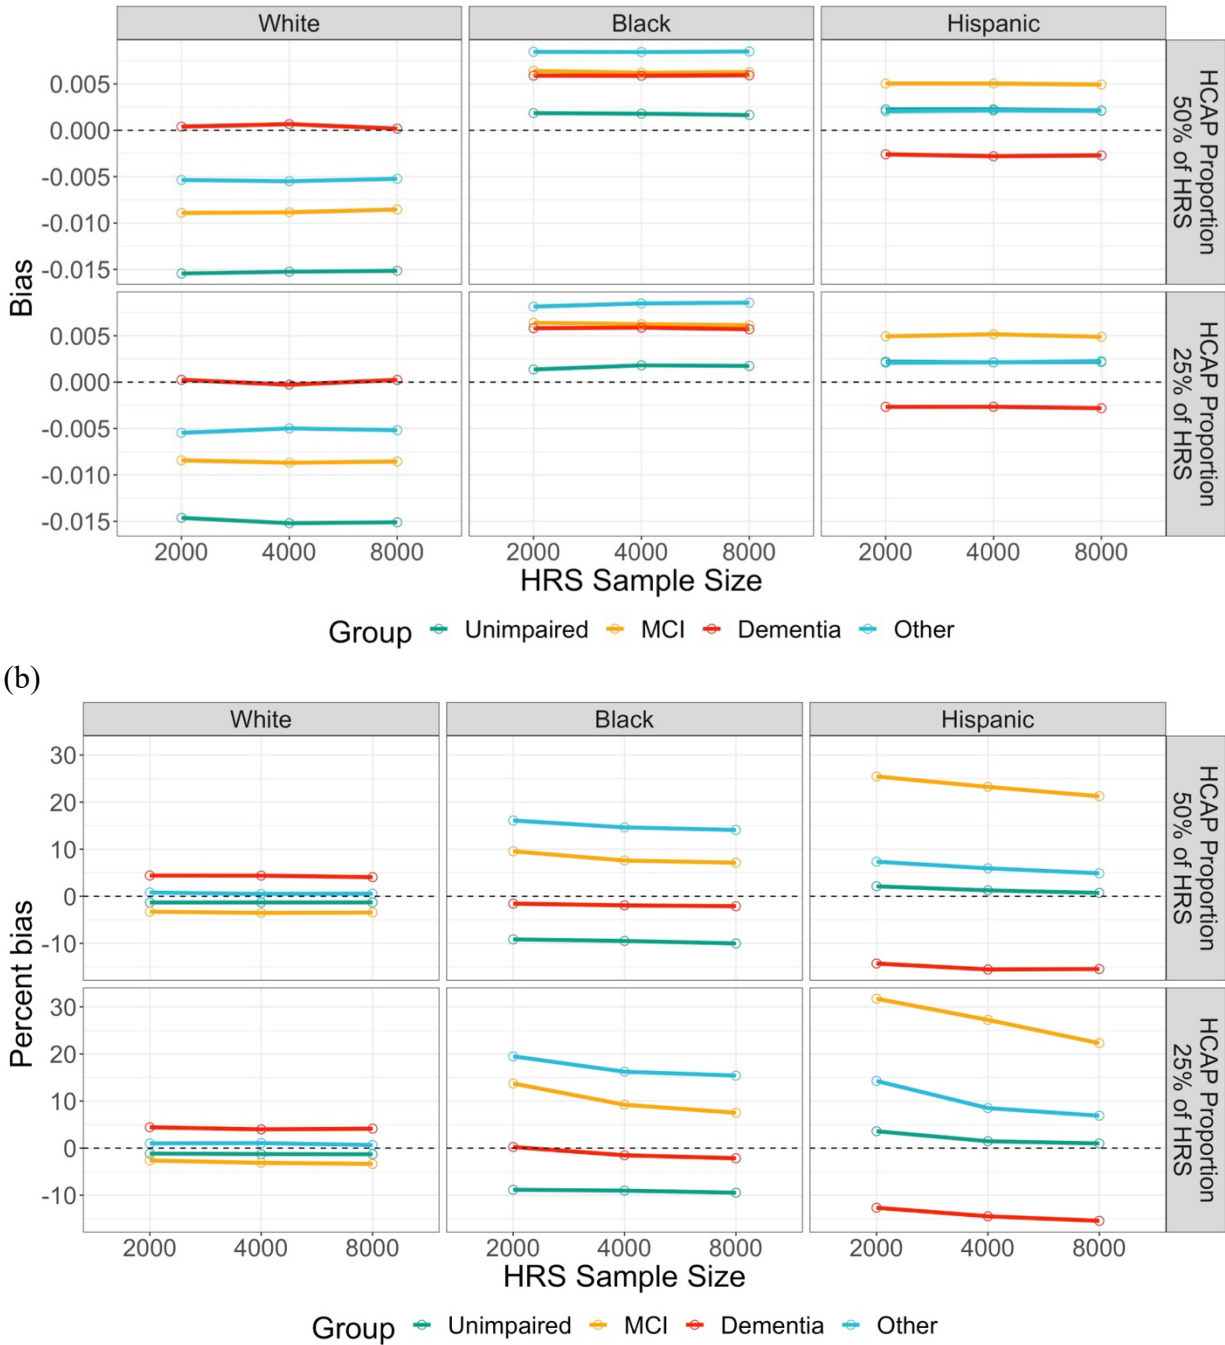 White Black Hispanic
Bias
0.005
0.000
-0.005
-0.010
-0.015
HCAP Proportion
50% of HRS
0.005
0.000
-0.005
-0.010
-0.015
HCAP Proportion
25% of HRS
2000 4000 8000 2000 4000 8000 2000 4000 8000
HRS Sample Size
Group Unimpaired MCI Dementia Other
(b)
White Black Hispanic
Percent bias
30
20
10
0
-10
HCAP Proportion
50% of HRS
30
20
10
0
-10
HCAP Proportion
25% of HRS
2000 4000 8000 2000 4000 8000 2000 4000 8000
HRS Sample Size
Group Unimpaired MCI Dementia Other